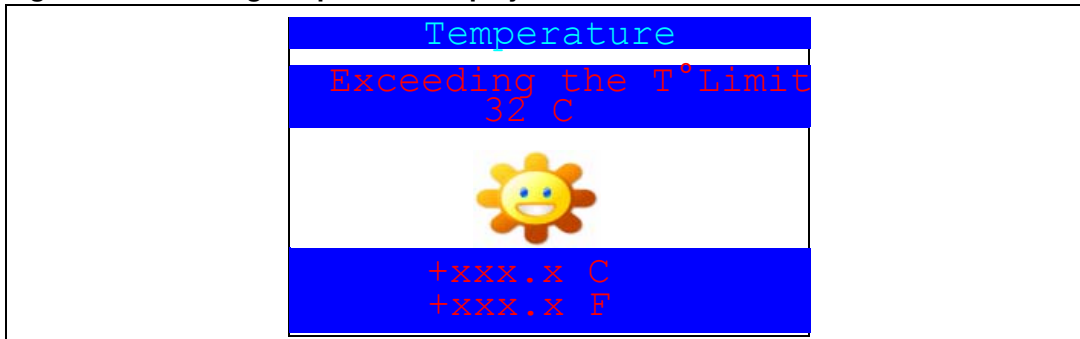 Temperature
Exceeding the T°Limit
32 C
+xxx.x C
+xxx.x F